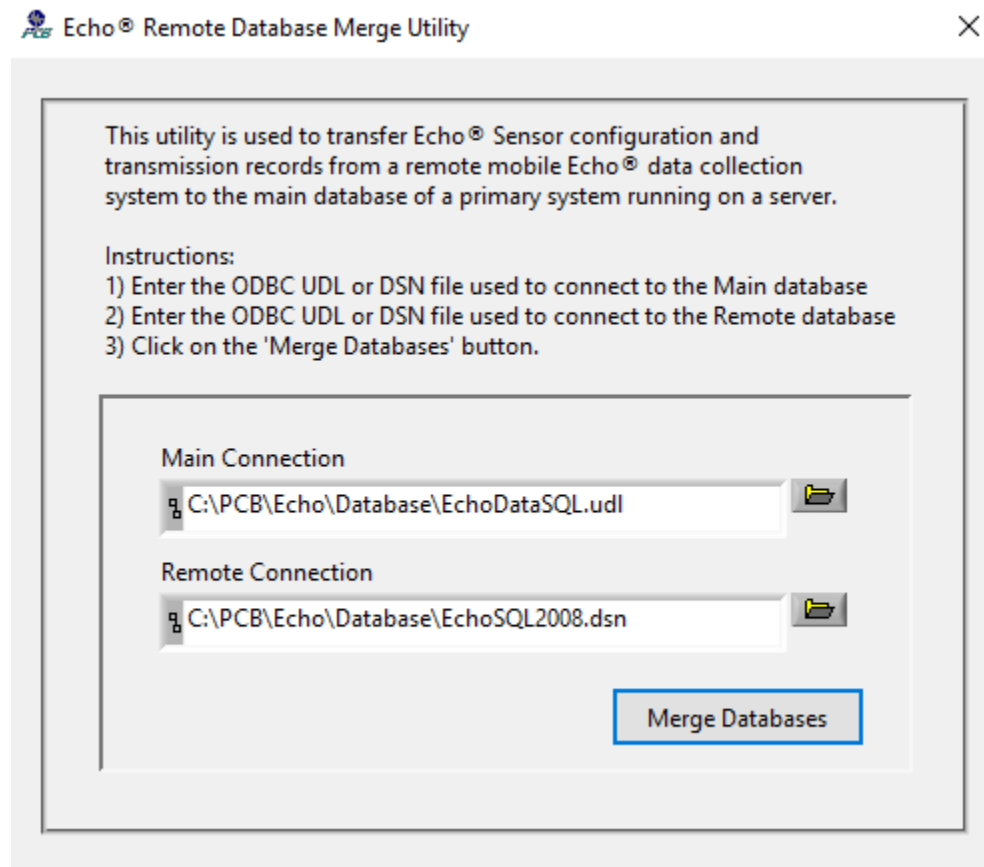 PCB Echo® Remote Database Merge Utility
This utility is used to transfer Echo® Sensor configuration and
transmission records from a remote mobile Echo® data collection
system to the main database of a primary system running on a server.
Instructions:
1) Enter the ODBC UDL or DSN file used to connect to the Main database
2) Enter the ODBC UDL or DSN file used to connect to the Remote database
3) Click on the 'Merge Databases' button.
Main Connection
C:\PCB\Echo\Database\EchoDataSQL.udl
Remote Connection
C:\PCB\Echo\Database\EchoSQL2008.dsn
Merge Databases